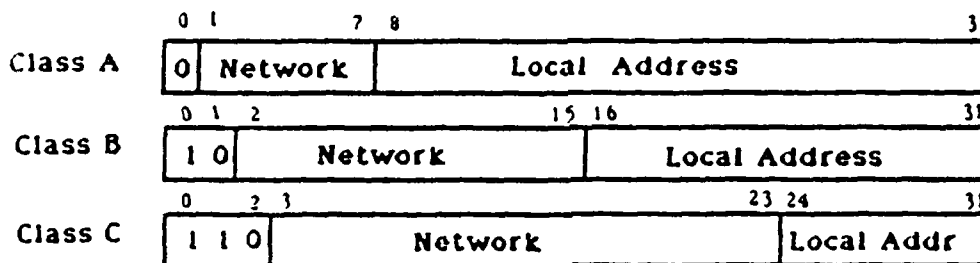 0 1 7 8 3
Class A 0 Network Local Address
0 1 2 15 16 31
Class B 1 0 Network Local Address
0 2 3 23 24 31
Class C 1 1 0 Network Local Addr